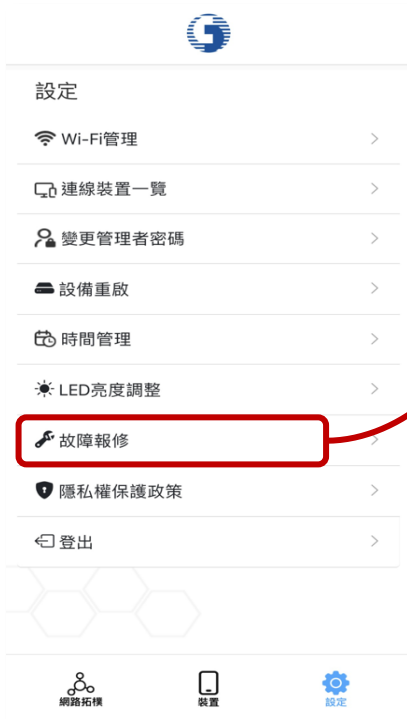 設定
Wi-Fi管理
連線裝置一覽
變更管理者密碼
設備重啟
時間管理
LED亮度調整
故障報修
隱私權保護政策
登出
網路拓樸
裝置
設定